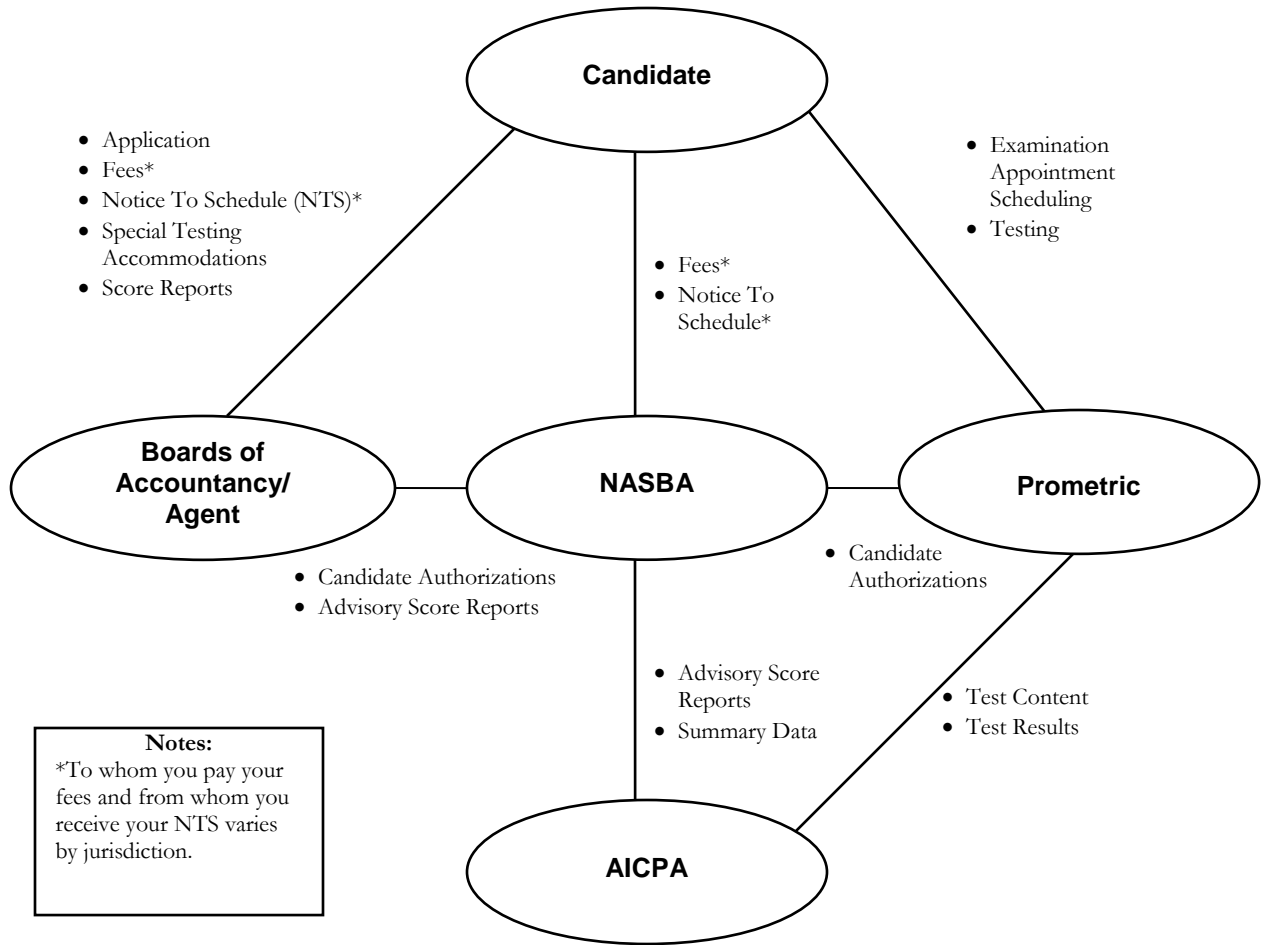 Candidate
• Application
• Fees*
• Notice To Schedule (NTS)*
• Special Testing
Accommodations
• Score Reports
• Fees*
• Notice To
Schedule*
• Examination
Appointment
Scheduling
• Testing
Boards of
Accountancy/
Agent
NASBA
Prometric
• Candidate Authorizations
• Advisory Score Reports
• Candidate
Authorizations
• Advisory Score
Reports
• Summary Data
• Test Content
• Test Results
Notes:
*To whom you pay your
fees and from whom you
receive your NTS varies
by jurisdiction.
AICPA